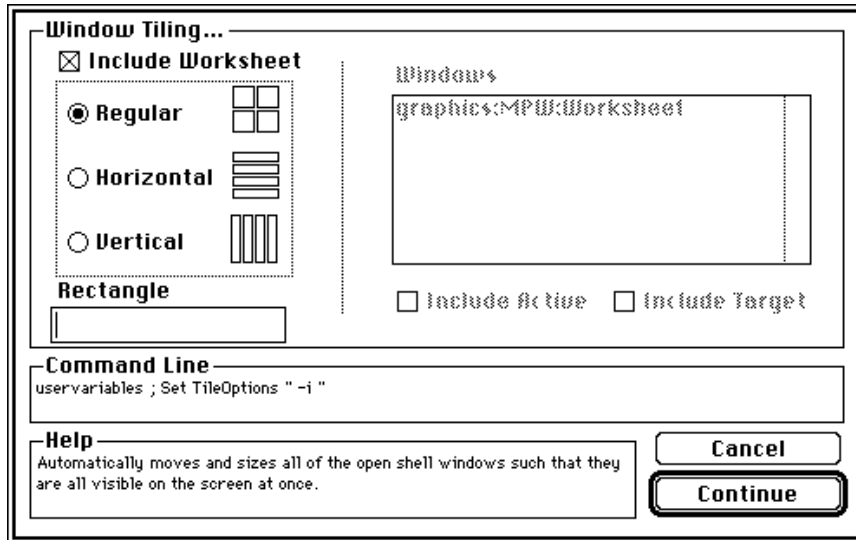 Window Tiling...
Include Worksheet
Regular
Horizontal
Vertical
Rectangle
Windows
graphics:MPW:Worksheet
Include Active
Include Target
Command Line
uservariables ; Set TileOptions " -i "
Help
Automatically moves and sizes all of the open shell windows such that they
are all visible on the screen at once.
Cancel
Continue